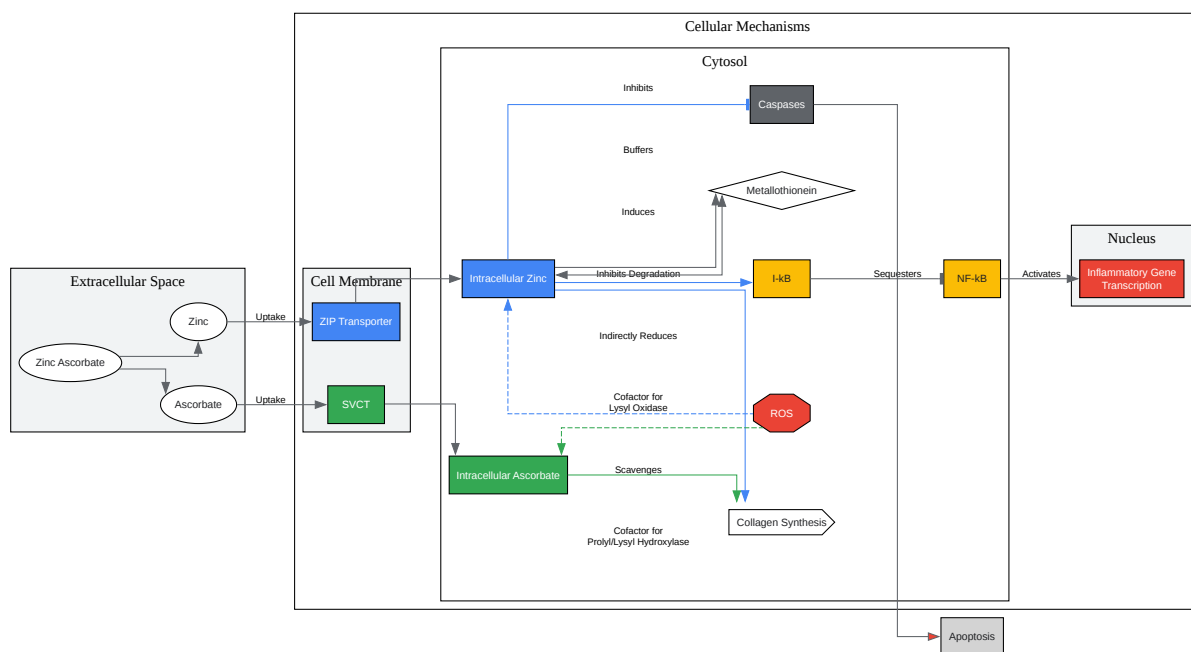 Cellular Mechanisms
Cytosol
Inhibits
Caspases
Buffers
Metallothionein
Induces
Nucleus
Extracellular Space
Cell Membrane
Intracellular Zinc
Inhibits Degradation
I-kB
Sequesters
NF-kB
Activates
Inflammatory Gene
Transcription
Zinc
Uptake
ZIP Transporter
Indirectly Reduces
Zinc Ascorbate
Ascorbate
Uptake
SVCT
Cofactor for
Lysyl Oxidase
ROS
Intracellular Ascorbate
Scavenges
Collagen Synthesis
Cofactor for
Prolyl/Lysyl Hydroxylase
Apoptosis